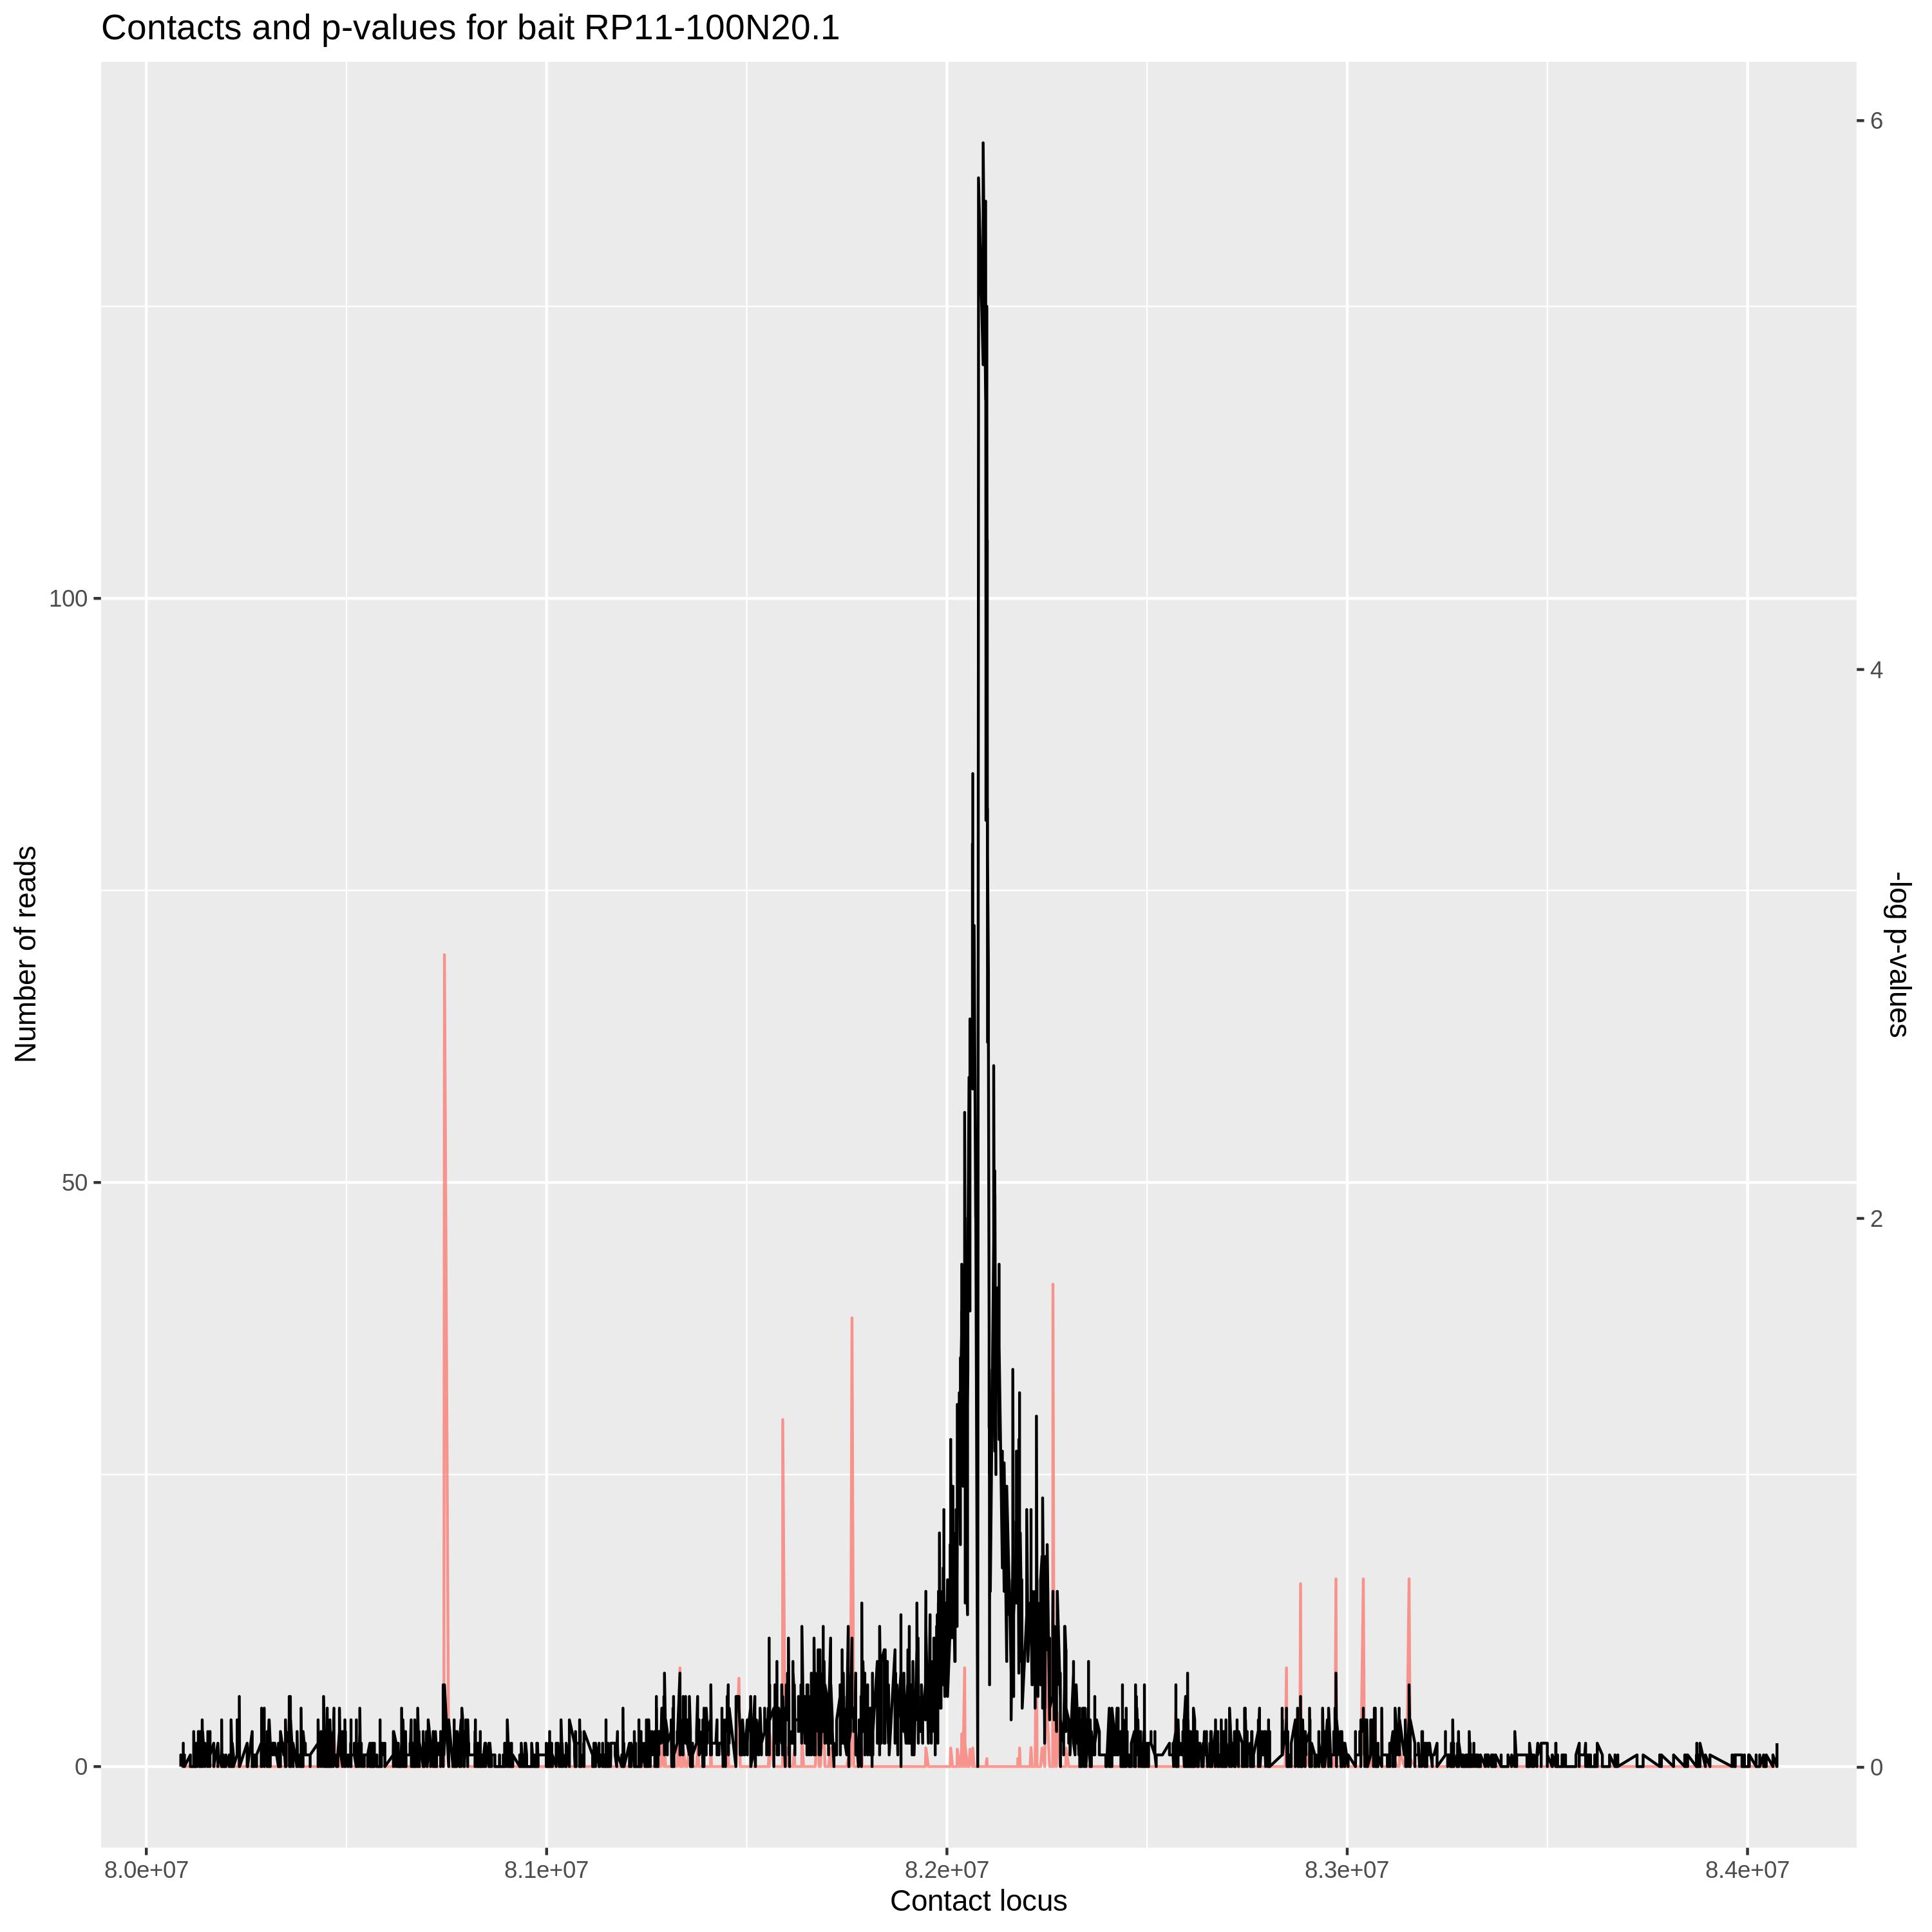 Contacts and p-values for bait RP11-100N20.1
6
100
4
Number of reads
-log p-values
50
2
0
0
8.0e+07
8.1e+07
8.2e+07
8.3e+07
8.4e+07
Contact locus